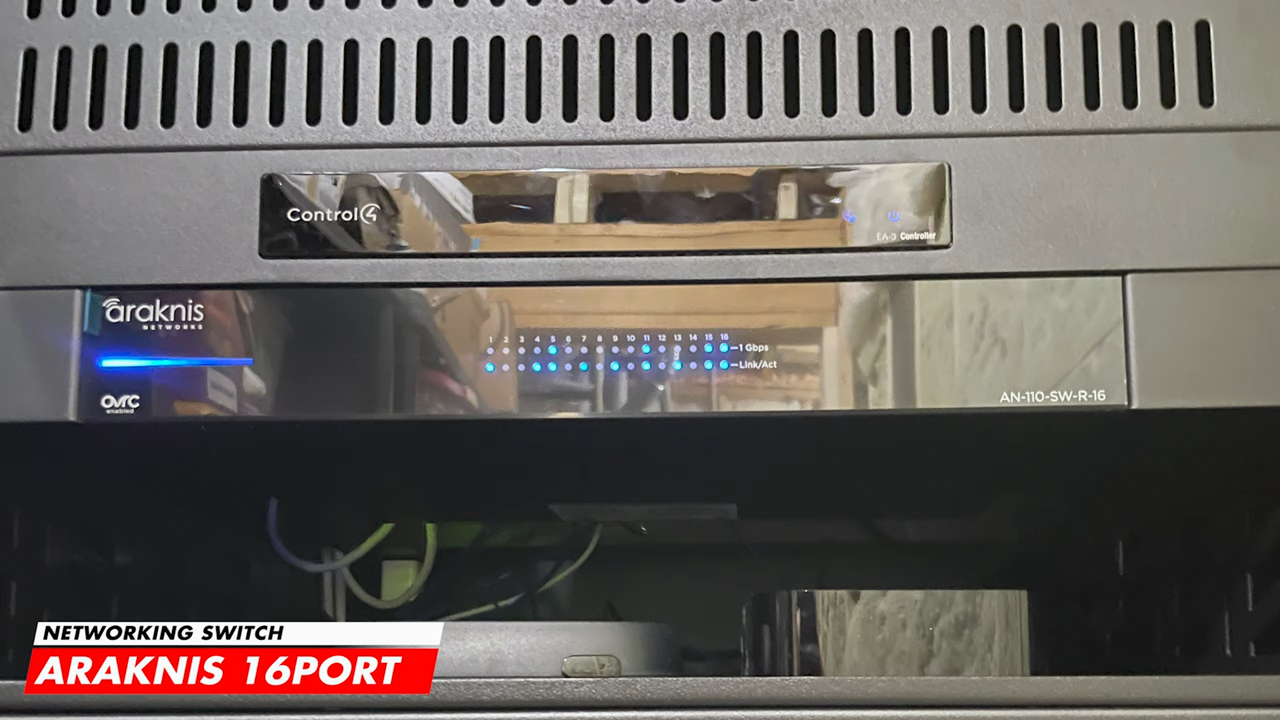 Control4
EA-3 Controller
araknis
NETWORKS
1 2 3 4 5 6 7 8 9 10 11 12 13 14 15 16
1 Gbps
Link/Act
OvrC
enabled
AN-110-SW-R-16
NETWORKING SWITCH
ARAKNIS 16PORT